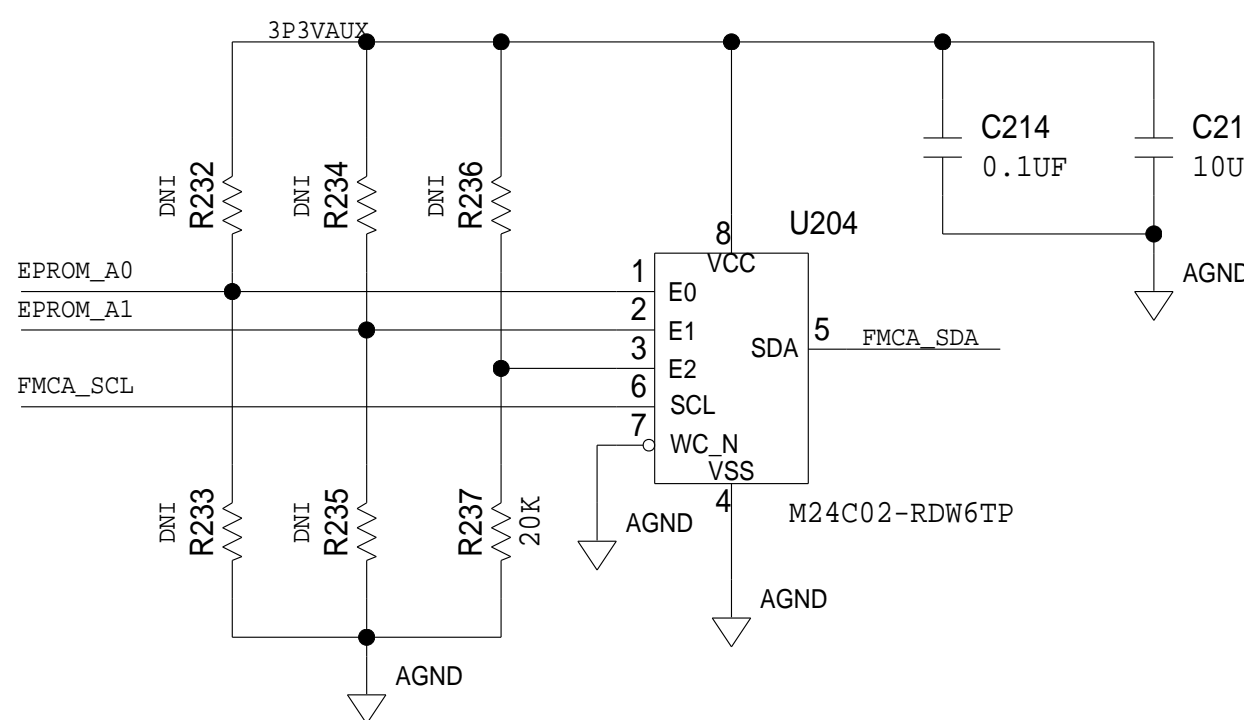 3P3VAUX
DNI
R232
DNI
R234
DNI
R236
C214
0.1UF
C21
10U
AGND
U204
8
VCC
EPROM_A0
1
E0
EPROM_A1
2
E1
3
E2
SDA
5
FMCA_SDA
FMCA_SCL
6
SCL
7
WC_N
VSS
4
M24C02-RDW6TP
DNI
R233
DNI
R235
R237
20K
AGND
AGND
AGND